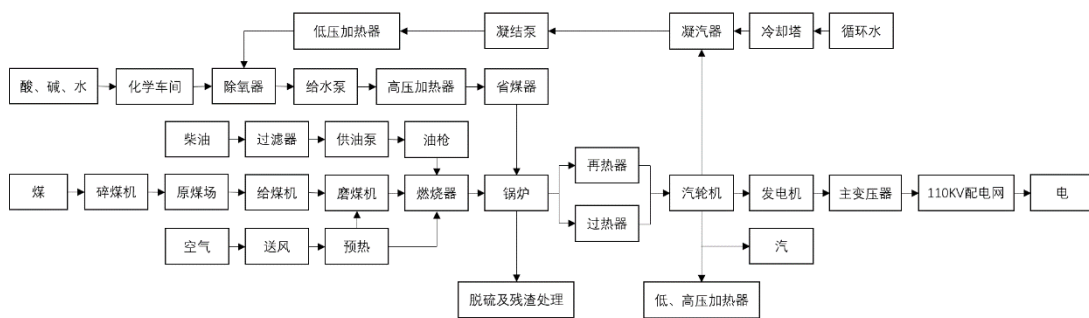 低压加热器
凝结泵
凝汽器
冷却塔
循环水
酸、碱、水
化学车间
除氧器
给水泵
高压加热器
省煤器
柴油
过滤器
供油泵
油枪
再热器
煤
碎煤机
原煤场
给煤机
磨煤机
燃烧器
锅炉
汽轮机
发电机
主变压器
110KV配电网
电
过热器
空气
送风
预热
汽
脱硫及残渣处理
低、高压加热器